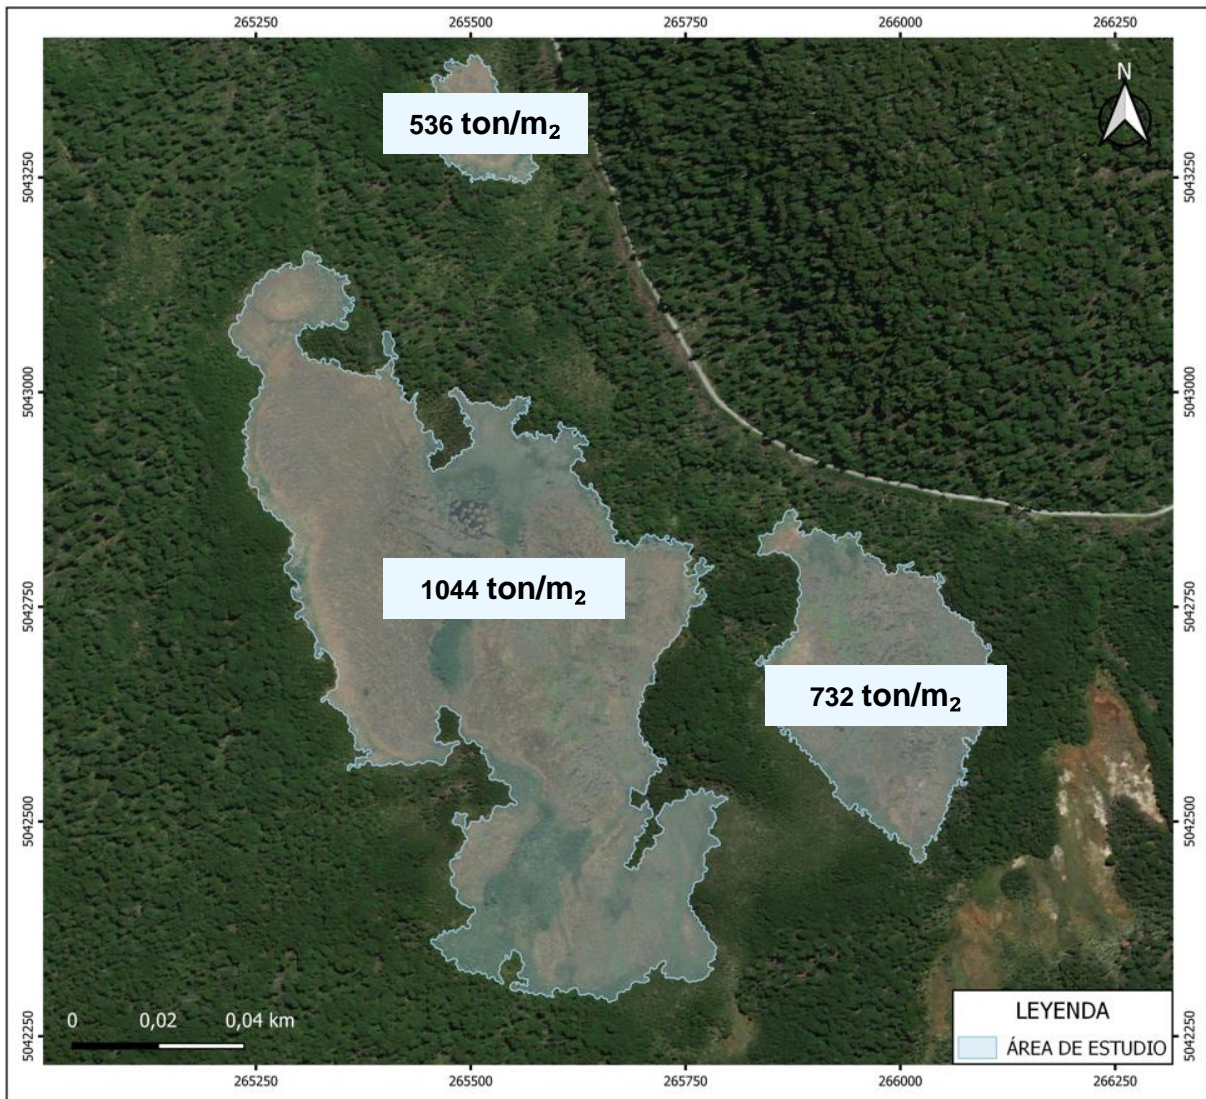 265250 265500 265750 266000 266250
N
536 ton/m₂
5043250 5043250
5043000 5043000
1044 ton/m₂
5042750 5042750
732 ton/m₂
5042500 5042500
0 0,02 0,04 km
LEYENDA
ÁREA DE ESTUDIO
5042250 5042250
265250 265500 265750 266000 266250